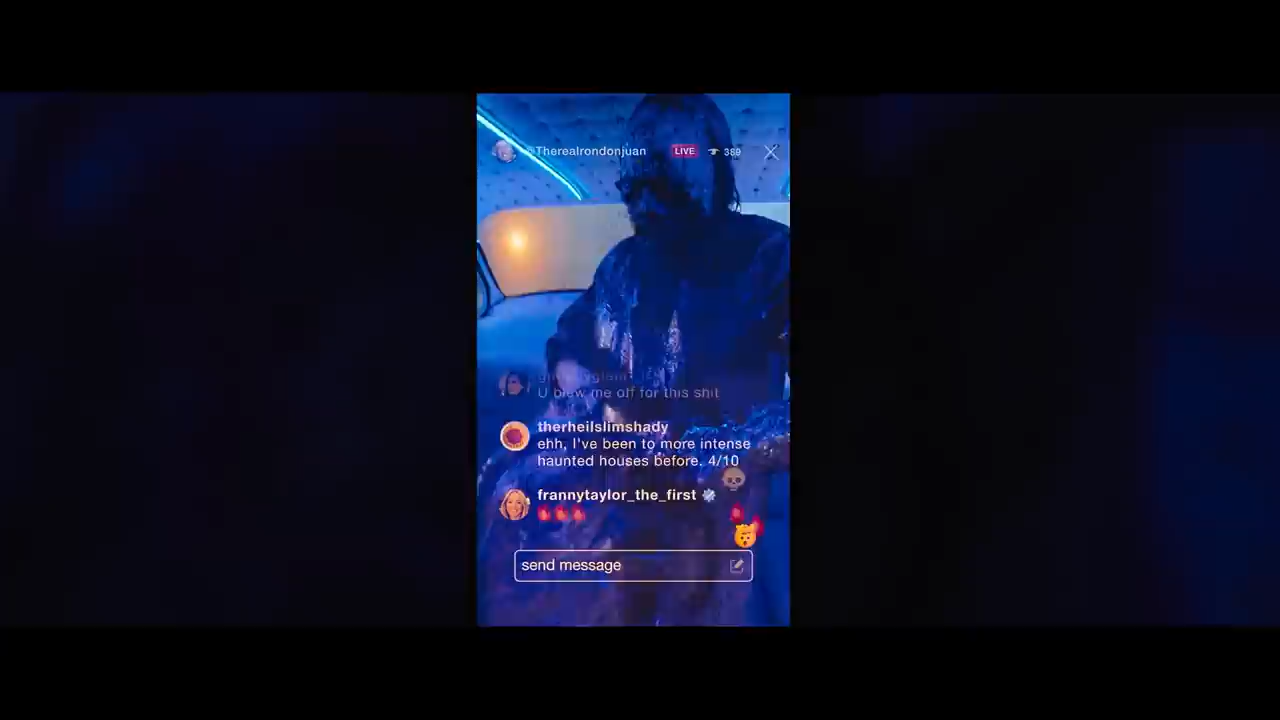 @Therealrondonjuan LIVE 389
U blew me off for this shit
therheilslimshady
ehh, I've been to more intense
haunted houses before. 4/10
frannytaylor_the_first
send message